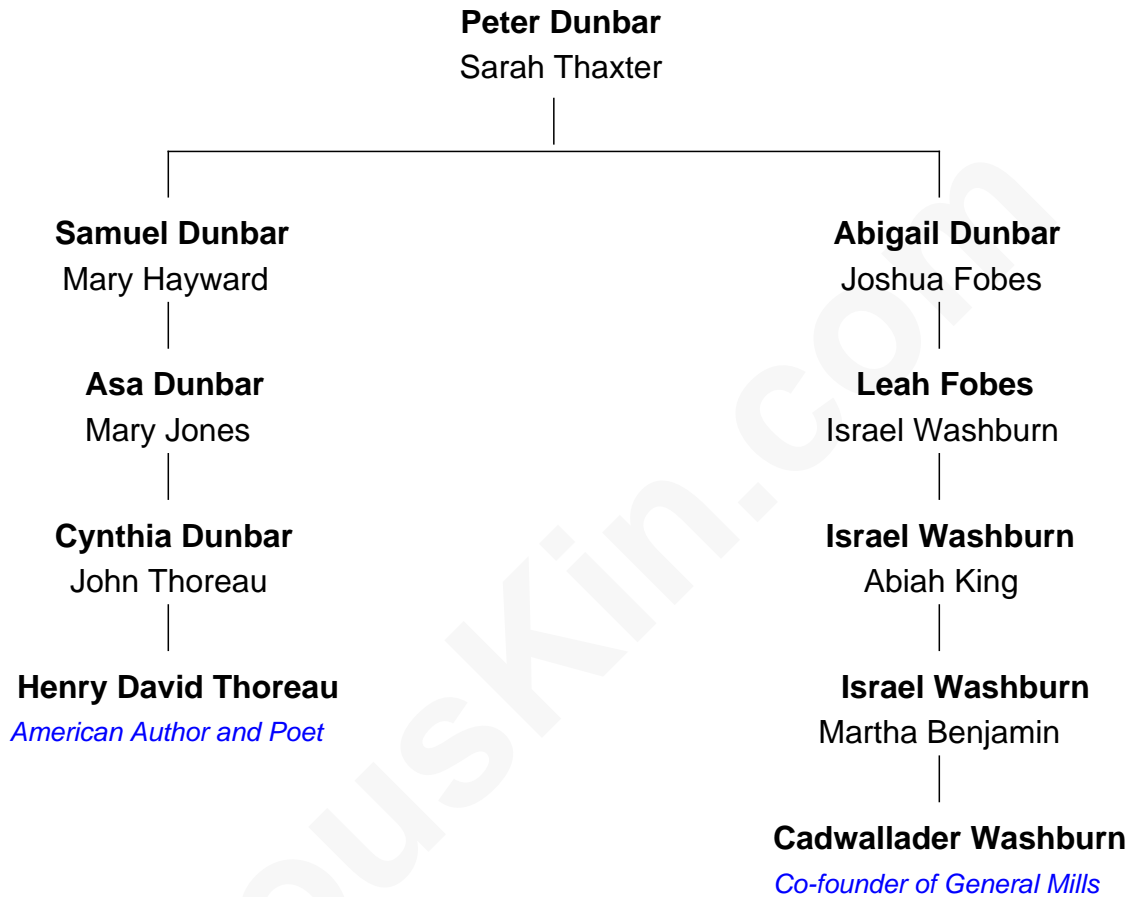 Peter Dunbar
Sarah Thaxter
Samuel Dunbar
Mary Hayward
Asa Dunbar
Mary Jones
Cynthia Dunbar
John Thoreau
Henry David Thoreau
American Author and Poet
Abigail Dunbar
Joshua Fobes
Leah Fobes
Israel Washburn
Israel Washburn
Abiah King
Israel Washburn
Martha Benjamin
Cadwallader Washburn
Co-founder of General Mills
ousKin.com